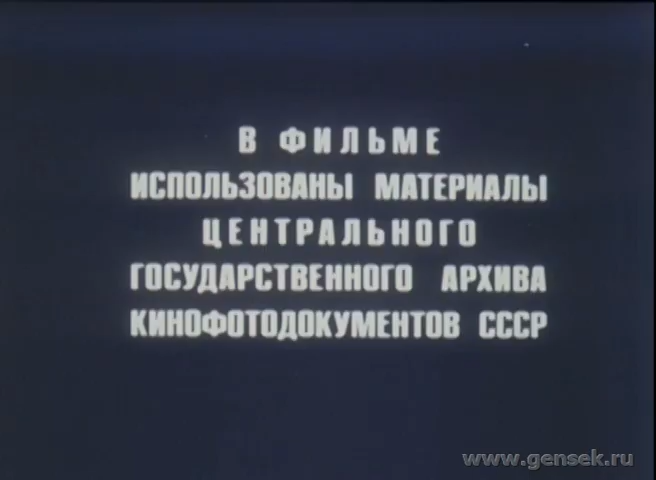 В ФИЛЬМЕ
ИСПОЛЬЗОВАНЫ МАТЕРИАЛЫ
ЦЕНТРАЛЬНОГО
ГОСУДАРСТВЕННОГО АРХИВА
КИНОФОТОДОКУМЕНТОВ СССР
www.gensek.ru